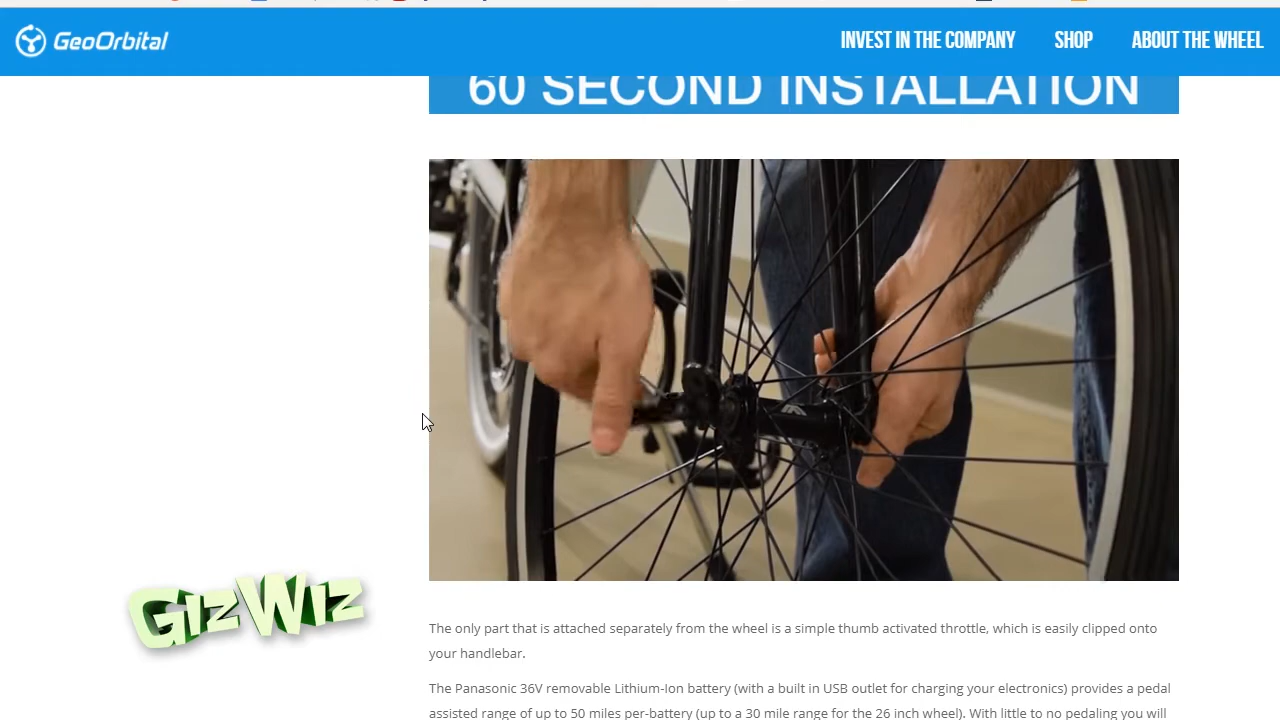 GeoOrbital
INVEST IN THE COMPANY
SHOP
ABOUT THE WHEEL
60 SECOND INSTALLATION
GizWiz
The only part that is attached separately from the wheel is a simple thumb activated throttle, which is easily clipped onto
your handlebar.
The Panasonic 36V removable Lithium-Ion battery (with a built in USB outlet for charging your electronics) provides a pedal
assisted range of up to 50 miles per-battery (up to a 30 mile range for the 26 inch wheel). With little to no pedaling you will